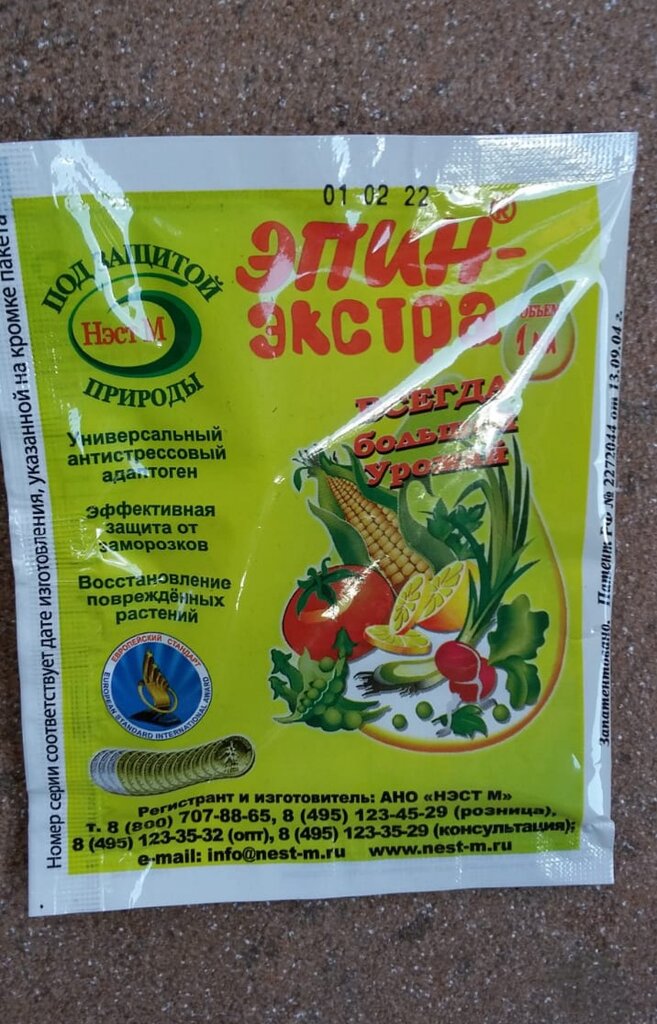 01 02 22
ЭПИН®-
экстра
ОБЪЕМ
1 мл
ПОД ЗАЩИТОЙ
Нэст М
ПРИРОДЫ
ВСЕГДА
большой
Урожай
Универсальный
антистрессовый
адаптоген
Эффективная
защита от
заморозков
Восстановление
повреждённых
растений
ЕВРОПЕЙСКИЙ СТАНДАРТ
EUROPEAN STANDARD INTERNATIONAL AWARD
Регистрант и изготовитель: АНО «НЭСТ М»
т. 8 (800) 707-88-65, 8 (495) 123-45-29 (розница),
8 (495) 123-35-32 (опт), 8 (495) 123-35-29 (консультация);
e-mail: info@nest-m.ru www.nest-m.ru
Номер серии соответствует дате изготовления, указанной на кромке пакета
Запатентовано. Патент РФ № 2272044 от 13.09.04 г.